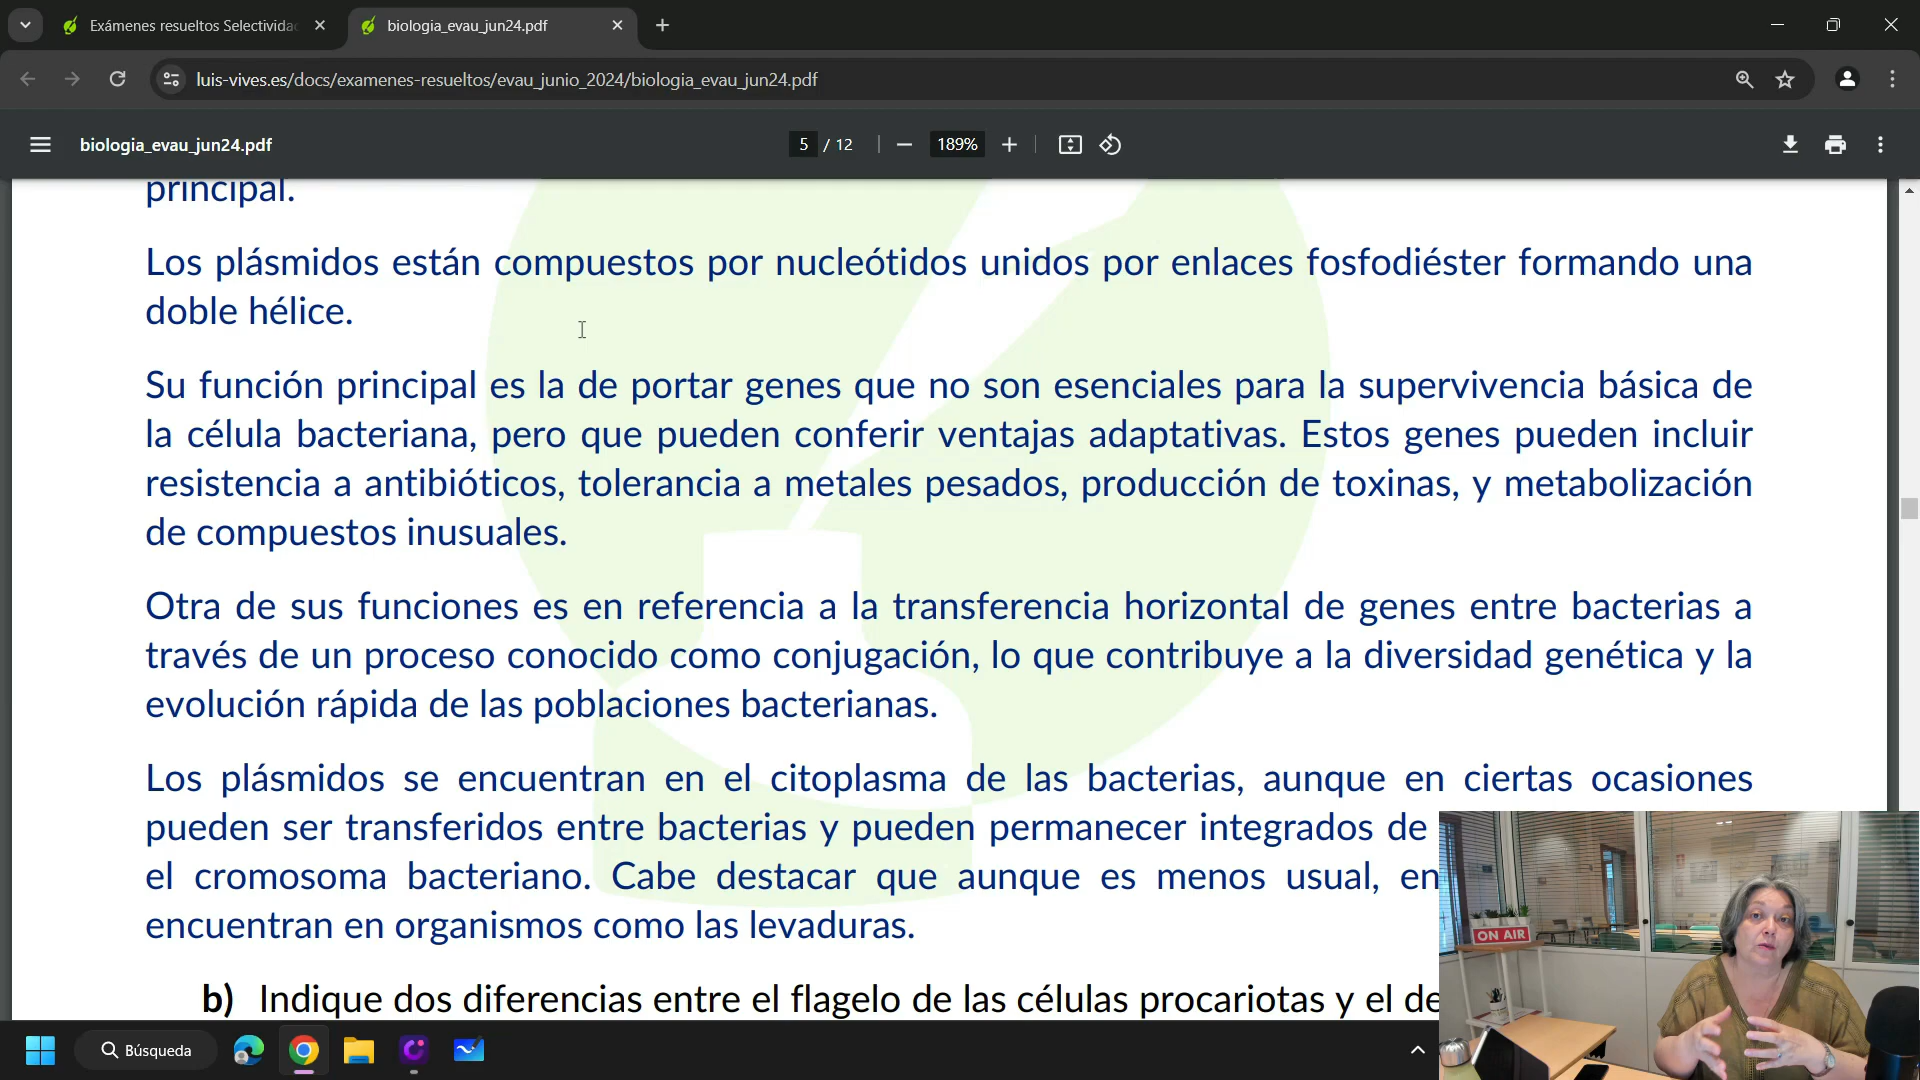 Exámenes resueltos Selectivida
biologia_evau_jun24.pdf
luis-vives.es/docs/examenes-resueltos/evau_junio_2024/biologia_evau_jun24.pdf
biologia_evau_jun24.pdf
5 / 12
189%
principal.
Los plásmidos están compuestos por nucleótidos unidos por enlaces fosfodiéster formando una
doble hélice.
Su función principal es la de portar genes que no son esenciales para la supervivencia básica de
la célula bacteriana, pero que pueden conferir ventajas adaptativas. Estos genes pueden incluir
resistencia a antibióticos, tolerancia a metales pesados, producción de toxinas, y metabolización
de compuestos inusuales.
Otra de sus funciones es en referencia a la transferencia horizontal de genes entre bacterias a
través de un proceso conocido como conjugación, lo que contribuye a la diversidad genética y la
evolución rápida de las poblaciones bacterianas.
Los plásmidos se encuentran en el citoplasma de las bacterias, aunque en ciertas ocasiones
pueden ser transferidos entre bacterias y pueden permanecer integrados de
el cromosoma bacteriano. Cabe destacar que aunque es menos usual, en
encuentran en organismos como las levaduras.
b) Indique dos diferencias entre el flagelo de las células procariotas y el de
ON AIR
Búsqueda